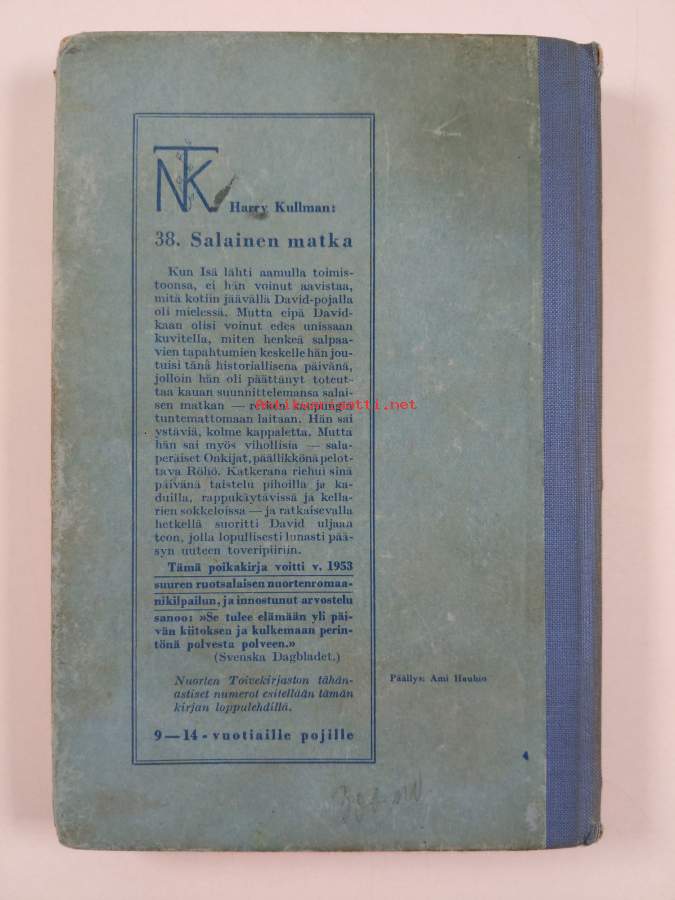 NTK
Harry Kullman:
38. Salainen matka
Kun Isä lähti aamulla toimis-
toonsa, ei hän voinut aavistaa,
mitä kotiin jäävällä David-pojalla
oli mielessä. Mutta eipä David-
kaan olisi voinut edes unissaan
kuvitella, miten henkeä salpaa-
vien tapahtumien keskelle hän jou-
tuisi tänä historiallisena päivänä,
jolloin hän oli päättänyt toteut-
taa kauan suunnittelemansa salai-
sen matkan — retken kaupungin
Antikvariaatti.net
tuntemattomaan laitaan. Hän sai
ystäviä, kolme kappaletta. Mutta
hän sai myös vihollisia — sala-
peräiset Onkijat, päällikkönä pelot-
tava Röhö. Katkerana riehui sinä
päivänä taistelu pihoilla ja ka-
duilla, rappukäytävissä ja kella-
rien sokkeloissa — ja ratkaisevalla
hetkellä suoritti David uljaan
teon, jolla lopullisesti lunasti pää-
syn uuteen toveripiiriin.
Tämä poikakirja voitti v. 1953
suuren ruotsalaisen nuortenromaa-
nikilpailun, ja innostunut arvostelu
sanoo: »Se tulee elämään yli päi-
vän kiitoksen ja kulkemaan perin-
tönä polvesta polveen.»
(Svenska Dagbladet.)
Nuorten Toivekirjaston tähän-
astiset numerot esitellään tämän
kirjan loppulehdillä.
9—14-vuotiaille pojille
Päällys: Ami Hauhio